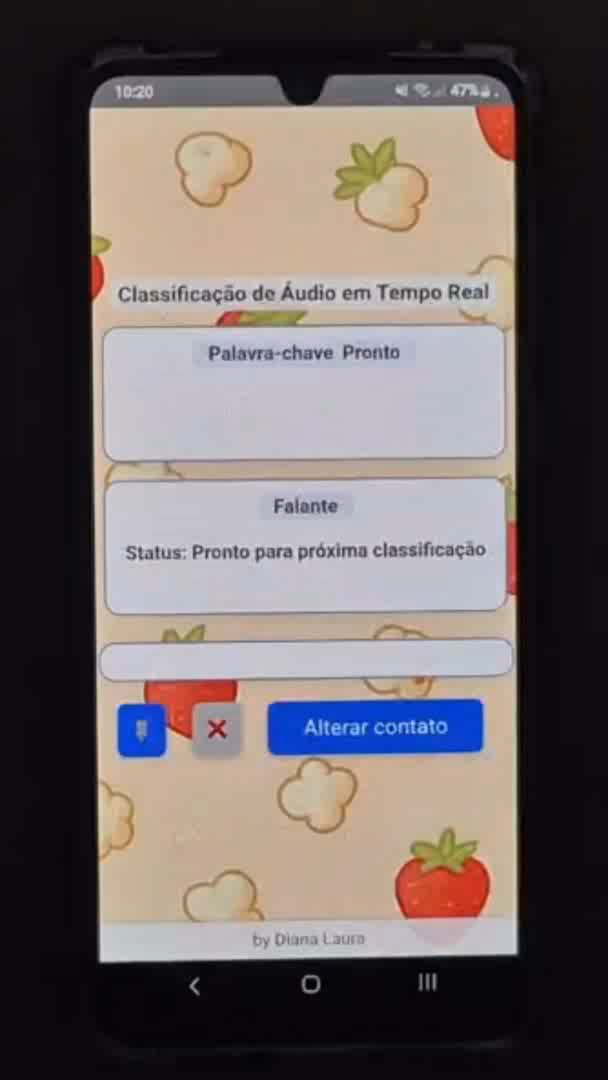 10:20
47%
Classificação de Áudio em Tempo Real
Palavra-chave Pronto
Falante
Status: Pronto para próxima classificação
Alterar contato
by Diana Laura